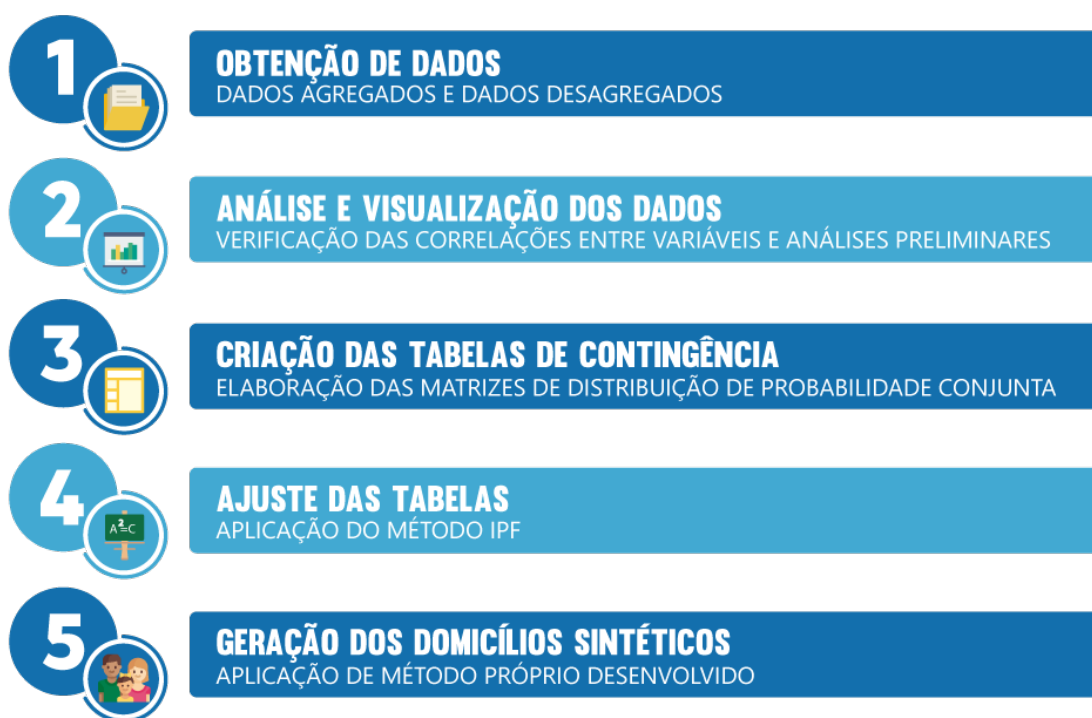 1
OBTENÇÃO DE DADOS
DADOS AGREGADOS E DADOS DESAGREGADOS
2
ANÁLISE E VISUALIZAÇÃO DOS DADOS
VERIFICAÇÃO DAS CORRELAÇÕES ENTRE VARIÁVEIS E ANÁLISES PRELIMINARES
3
CRIAÇÃO DAS TABELAS DE CONTINGÊNCIA
ELABORAÇÃO DAS MATRIZES DE DISTRIBUIÇÃO DE PROBABILIDADE CONJUNTA
4
A²=C
AJUSTE DAS TABELAS
APLICAÇÃO DO MÉTODO IPF
5
GERAÇÃO DOS DOMICÍLIOS SINTÉTICOS
APLICAÇÃO DE MÉTODO PRÓPRIO DESENVOLVIDO